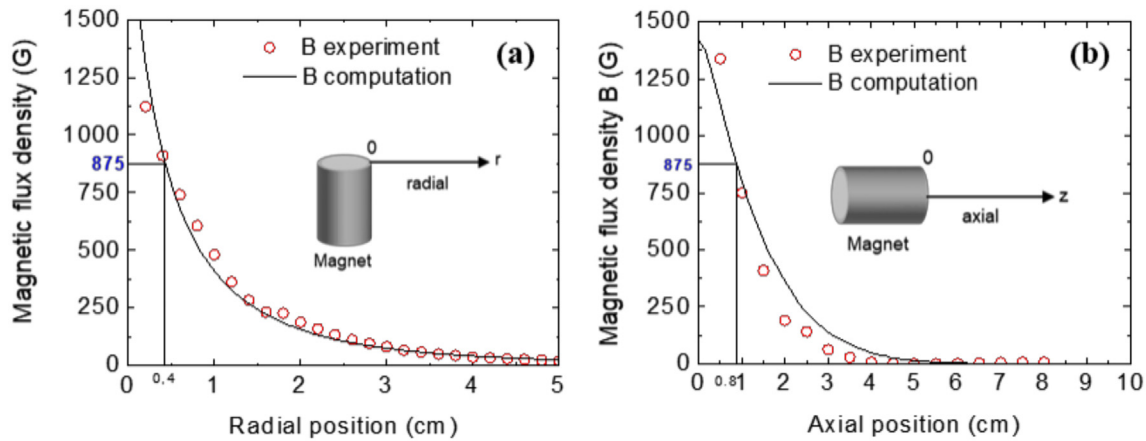 1500
1250
1000
875
750
500
250
0
Magnetic flux density (G)
B experiment
B computation
(a)
0
r
radial
Magnet
0 0,4 1 2 3 4 5
Radial position (cm)
1500
1250
1000
875
750
500
250
0
Magnetic flux density B (G)
B experiment
B computation
(b)
0
z
axial
Magnet
0 0.8 1 2 3 4 5 6 7 8 9 10
Axial position (cm)